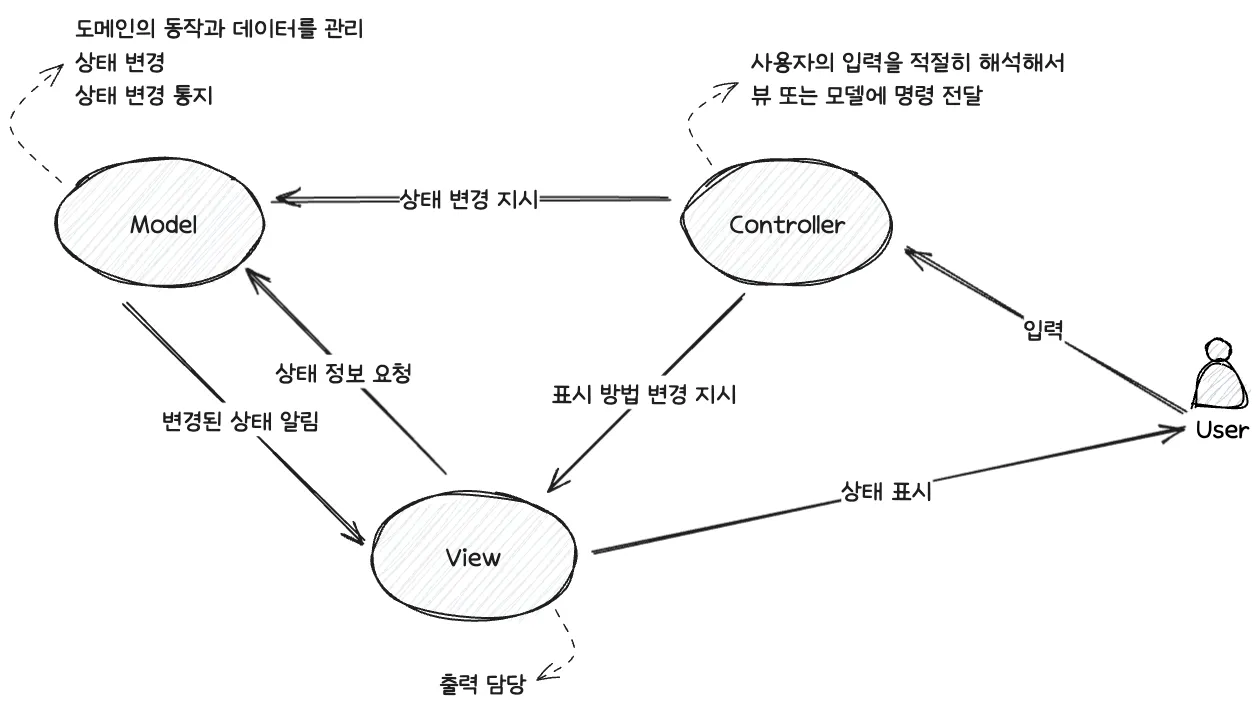 도메인의 동작과 데이터를 관리
상태 변경
상태 변경 통지
사용자의 입력을 적절히 해석해서
뷰 또는 모델에 명령 전달
상태 변경 지시
Model
Controller
입력
상태 정보 요청
표시 방법 변경 지시
변경된 상태 알림
User
상태 표시
View
출력 담당